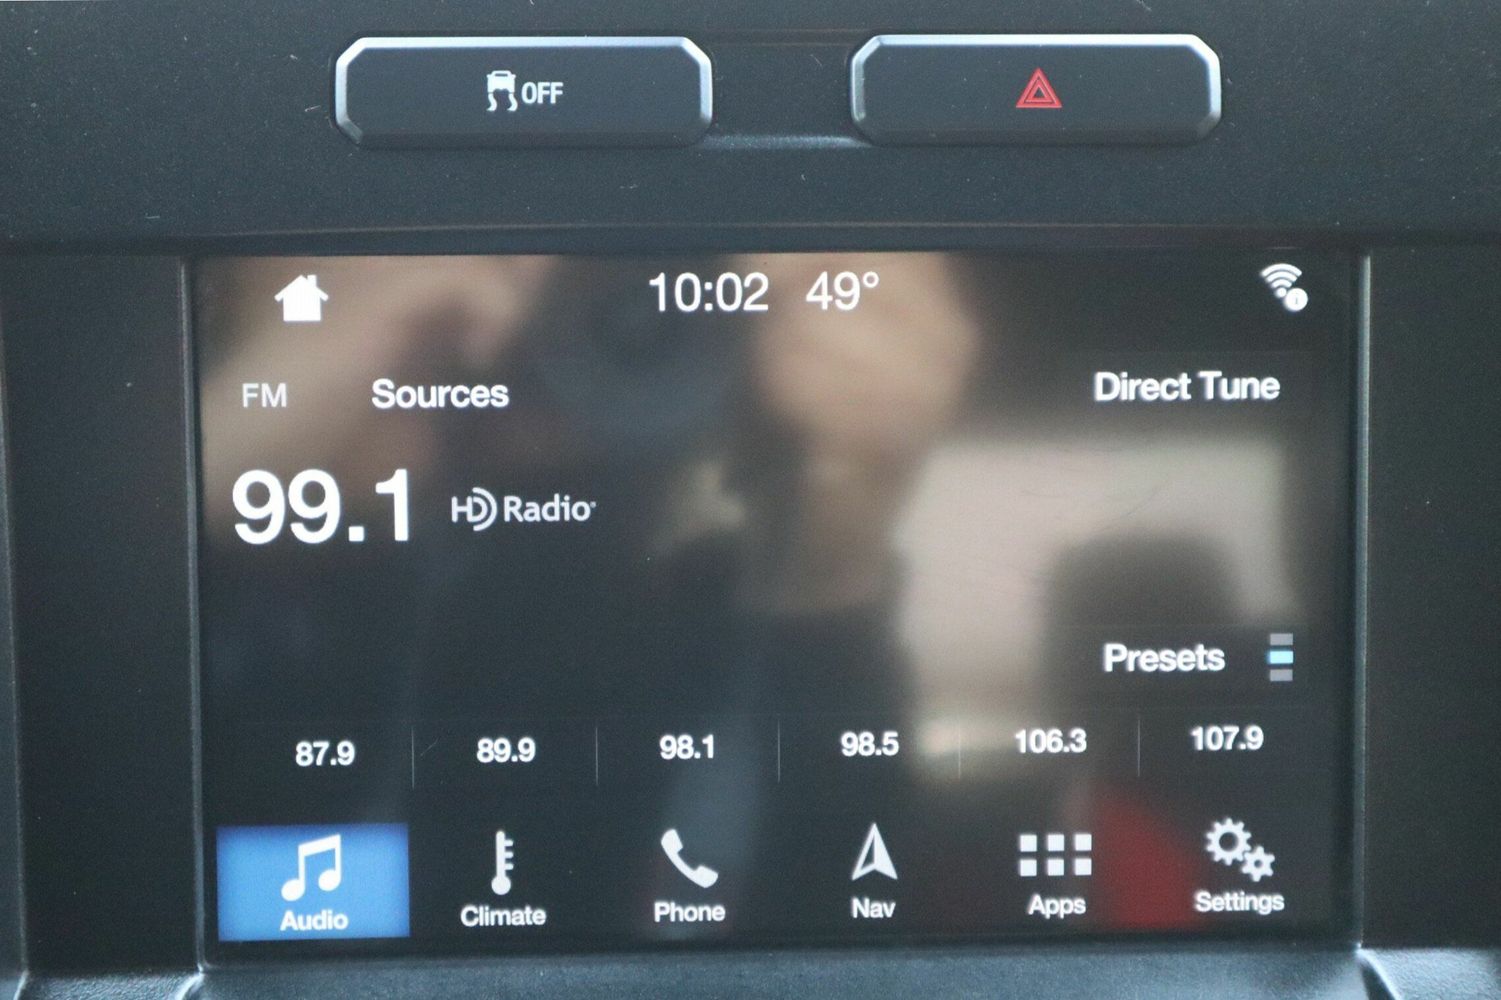 OFF
10:02 49°
FM Sources Direct Tune
99.1 HD Radio
Presets
87.9 89.9 98.1 98.5 106.3 107.9
Audio Climate Phone Nav Apps Settings